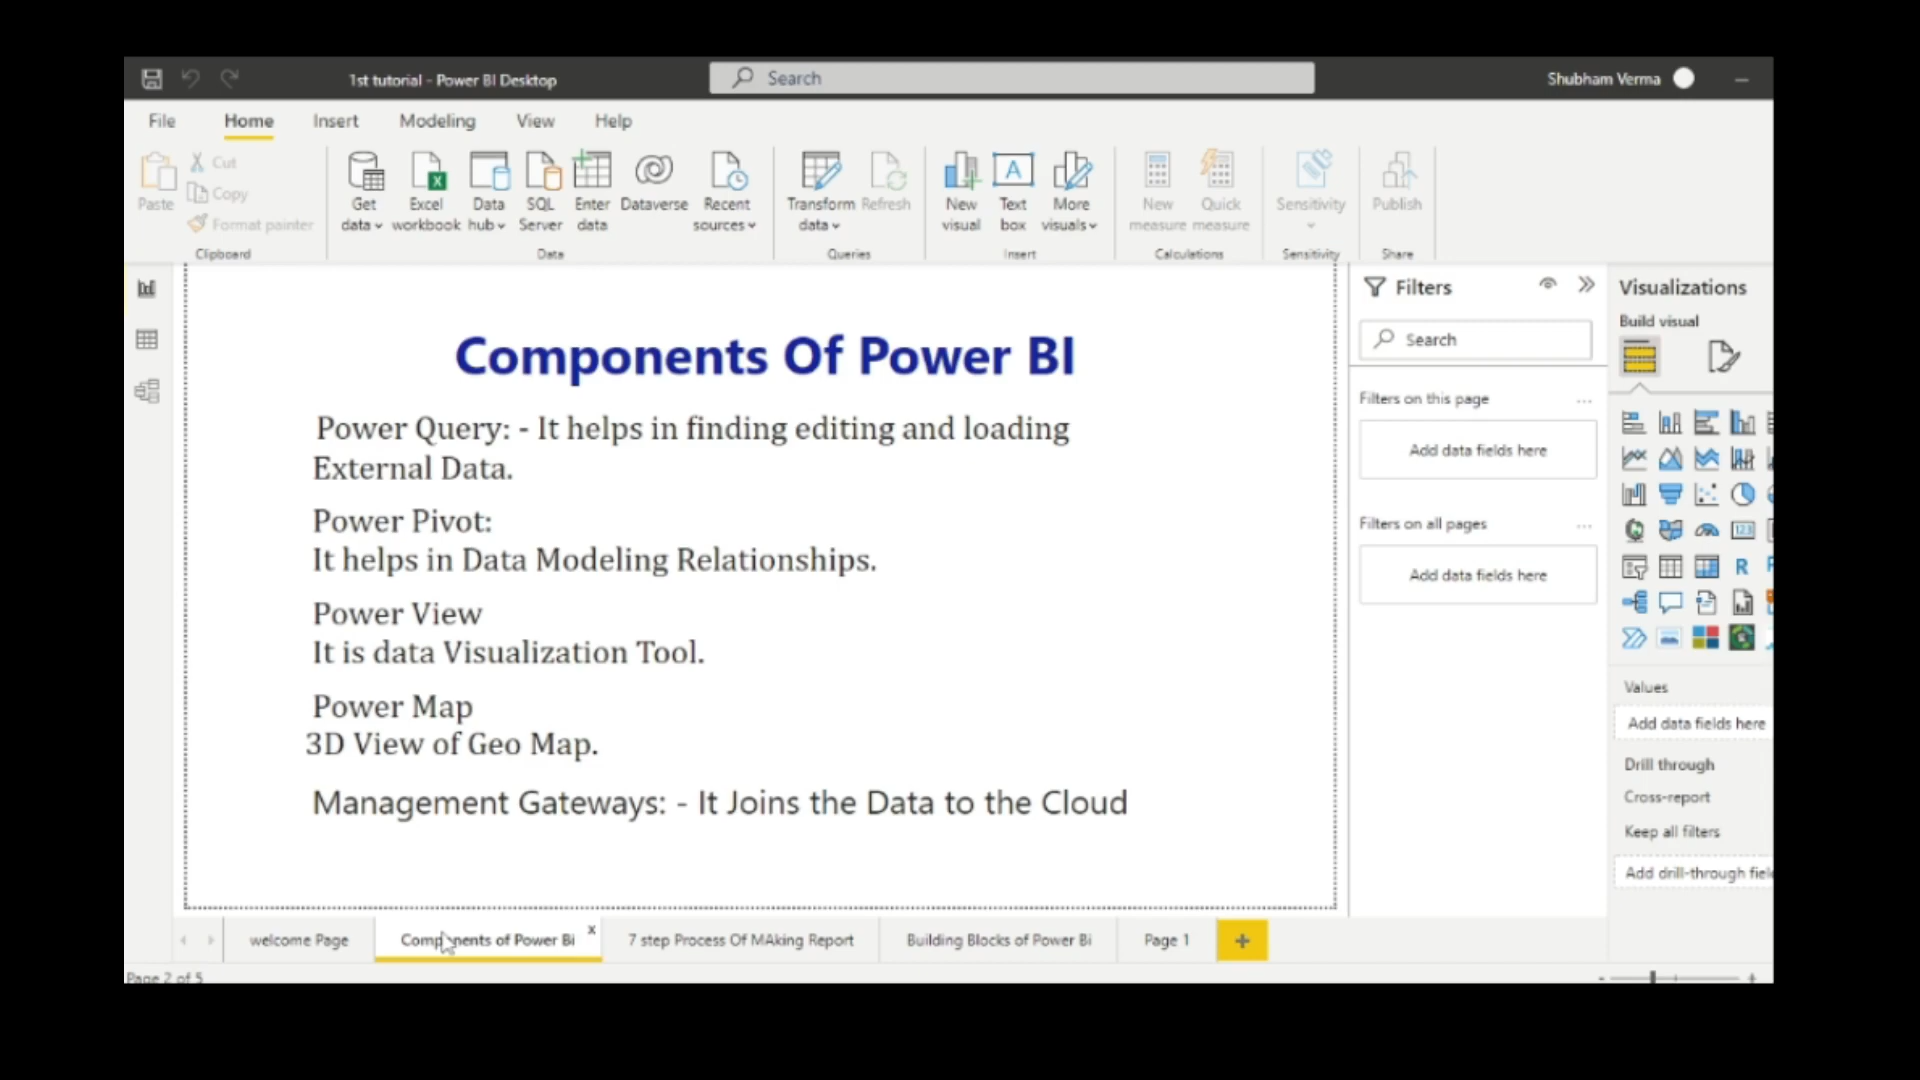 1st tutorial - Power BI Desktop
Search
Shubham Verma
File Home Insert Modeling View Help
Paste
Cut
Copy
Format painter
Clipboard
Get data
Excel workbook
Data hub
SQL Server
Enter data
Dataverse
Recent sources
Data
Transform data
Refresh
Queries
New visual
Text box
More visuals
Insert
New measure
Quick measure
Calculations
Sensitivity
Sensitivity
Publish
Share
Components Of Power BI
Power Query: - It helps in finding editing and loading
External Data.
Power Pivot:
It helps in Data Modeling Relationships.
Power View
It is data Visualization Tool.
Power Map
3D View of Geo Map.
Management Gateways: - It Joins the Data to the Cloud
Filters
Search
Filters on this page
Add data fields here
Filters on all pages
Add data fields here
Visualizations
Build visual
123
R
Values
Add data fields here
Drill through
Cross-report
Keep all filters
Add drill-through
welcome Page
Components of Power Bi
7 step Process Of MAking Report
Building Blocks of Power Bi
Page 1
Page 2 of 5